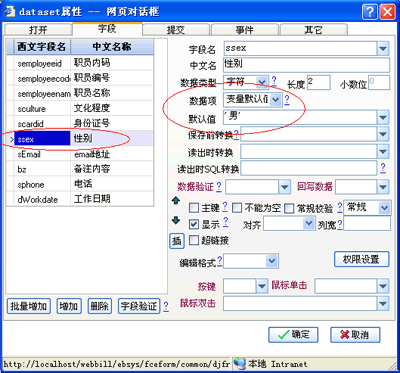 dataset属性 -- 网页对话框
打开 字段 提交 事件 其它
西文字段名 中文名称
semployeeid 职员内码
semployeecode 职员编号
semployeename 职员名称
sculture 文化程度
scardid 身份证号
ssex 性别
sEmail email地址
bz 备注内容
sphone 电话
dWorkdate 工作日期
字段名 ssex
中文名 性别
数据类型 字符 ? 长度 2 小数位 0
数据项 变量默认值 ?
默认值 '男'
保存前转换 ?
读出时转换
读出时SQL转换 ?
数据验证 ? 回写数据 ?
主键 ? 不能为空 常规校验 ? 常规
显示 ? 对齐 列宽 ?
插 超链接
编辑格式 ? 权限设置
按键 鼠标单击
鼠标双击
批量增加 增加 删除 字段验证 ?
确定 取消
http://localhost/webbill/ebsys/fceform/common/djfr 本地 Intranet